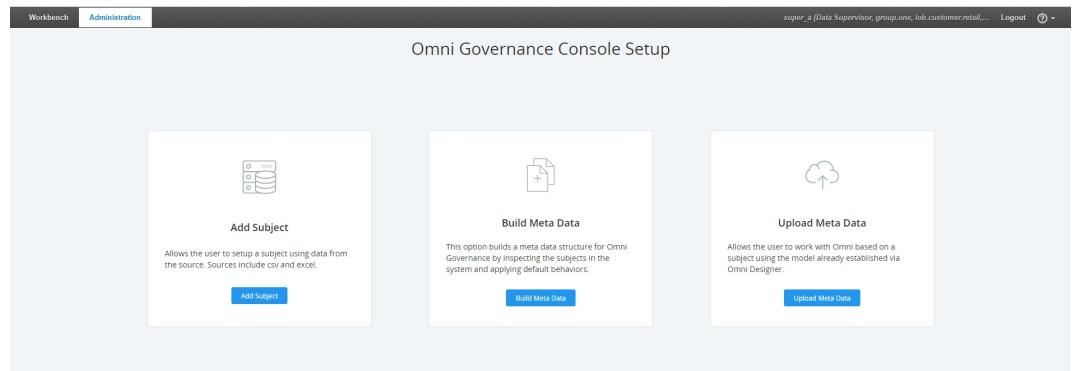 Workbench Administration super_a (Data Supervisor, group.one, lob.customer.retail,... Logout
Omni Governance Console Setup
Add Subject
Allows the user to setup a subject using data from
the source. Sources include csv and excel.
Add Subject
Build Meta Data
This option builds a meta data structure for Omni
Governance by inspecting the subjects in the
system and applying default behaviors.
Build Meta Data
Upload Meta Data
Allows the user to work with Omni based on a
subject using the model already established via
Omni Designer.
Upload Meta Data